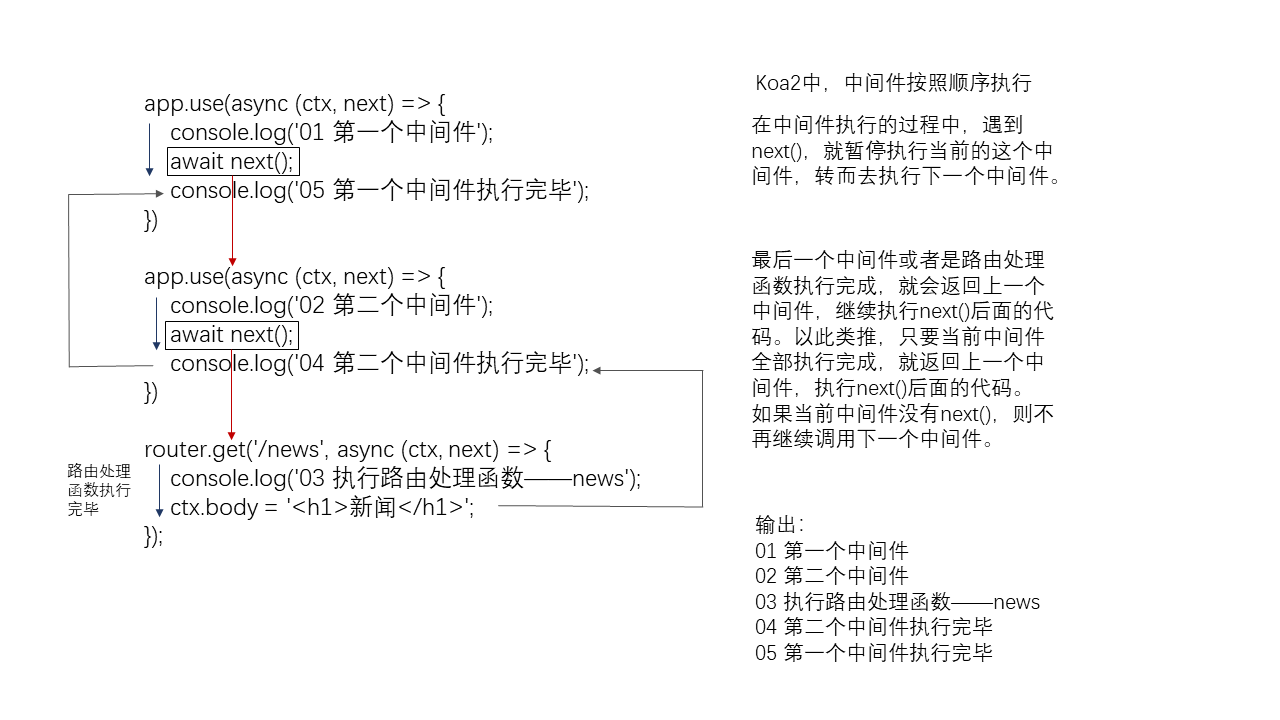 app.use(async (ctx, next) => {
console.log('01 第一个中间件');
await next();
console.log('05 第一个中间件执行完毕');
})
app.use(async (ctx, next) => {
console.log('02 第二个中间件');
await next();
console.log('04 第二个中间件执行完毕');
})
router.get('/news', async (ctx, next) => {
console.log('03 执行路由处理函数——news');
ctx.body = '<h1>新闻</h1>';
});
路由处理
函数执行
完毕
Koa2中，中间件按照顺序执行
在中间件执行的过程中，遇到
next()，就暂停执行当前的这个中
间件，转而去执行下一个中间件。
最后一个中间件或者是路由处理
函数执行完成，就会返回上一个
中间件，继续执行next()后面的代
码。以此类推，只要当前中间件
全部执行完成，就返回上一个中
间件，执行next()后面的代码。
如果当前中间件没有next()，则不
再继续调用下一个中间件。
输出：
01 第一个中间件
02 第二个中间件
03 执行路由处理函数——news
04 第二个中间件执行完毕
05 第一个中间件执行完毕